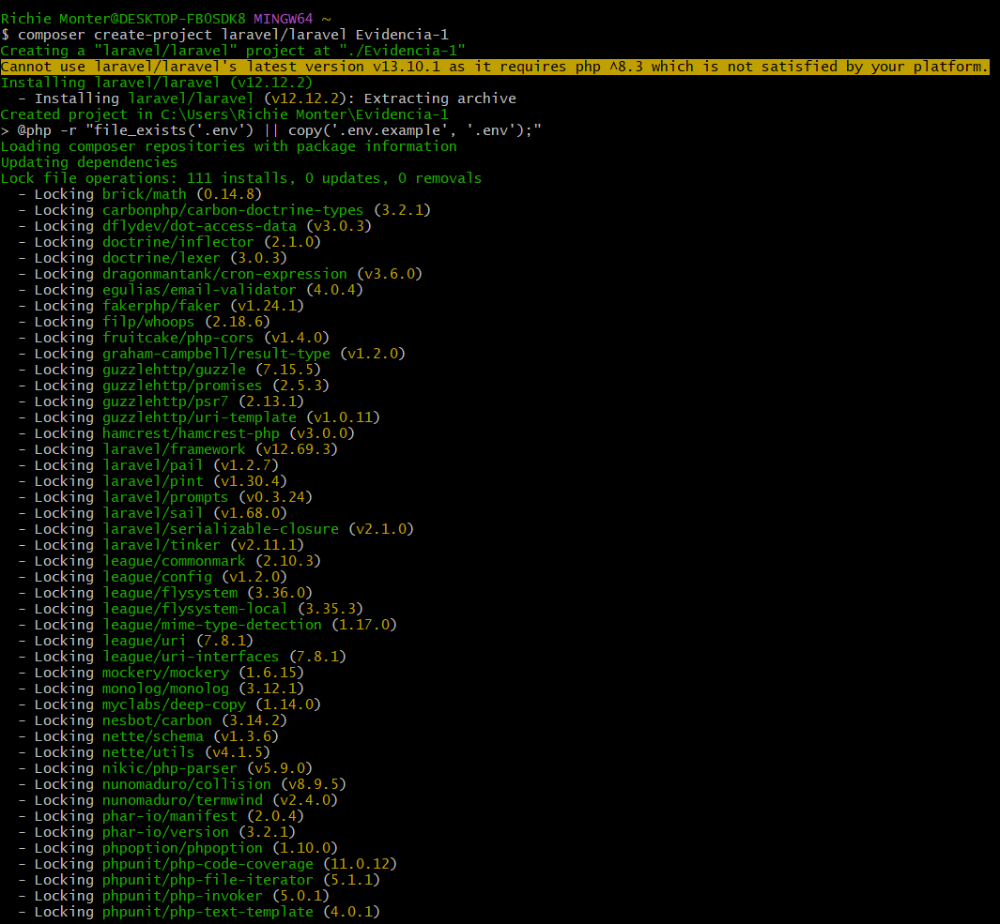 Richie Monter@DESKTOP-FBOSDK8 MINGW64 ~
$ composer create-project laravel/laravel Evidencia-1
Creating a "laravel/laravel" project at "./Evidencia-1"
Cannot use laravel/laravel's latest version v13.10.1 as it requires php ^8.3 which is not satisfied by your platform.
Installing laravel/laravel (v12.12.2)
  - Installing laravel/laravel (v12.12.2): Extracting archive
Created project in C:\Users\Richie Monter\Evidencia-1
> @php -r "file_exists('.env') || copy('.env.example', '.env');"
Loading composer repositories with package information
Updating dependencies
Lock file operations: 111 installs, 0 updates, 0 removals
  - Locking brick/math (0.14.8)
  - Locking carbonphp/carbon-doctrine-types (3.2.1)
  - Locking dflydev/dot-access-data (v3.0.3)
  - Locking doctrine/inflector (2.1.0)
  - Locking doctrine/lexer (3.0.3)
  - Locking dragonmantank/cron-expression (v3.6.0)
  - Locking egulias/email-validator (4.0.4)
  - Locking fakerphp/faker (v1.24.1)
  - Locking filp/whoops (2.18.6)
  - Locking fruitcake/php-cors (v1.4.0)
  - Locking graham-campbell/result-type (v1.2.0)
  - Locking guzzlehttp/guzzle (7.15.5)
  - Locking guzzlehttp/promises (2.5.3)
  - Locking guzzlehttp/psr7 (2.13.1)
  - Locking guzzlehttp/uri-template (v1.0.11)
  - Locking hamcrest/hamcrest-php (v3.0.0)
  - Locking laravel/framework (v12.69.3)
  - Locking laravel/pail (v1.2.7)
  - Locking laravel/pint (v1.30.4)
  - Locking laravel/prompts (v0.3.24)
  - Locking laravel/sail (v1.68.0)
  - Locking laravel/serializable-closure (v2.1.0)
  - Locking laravel/tinker (v2.11.1)
  - Locking league/commonmark (2.10.3)
  - Locking league/config (v1.2.0)
  - Locking league/flysystem (3.36.0)
  - Locking league/flysystem-local (3.35.3)
  - Locking league/mime-type-detection (1.17.0)
  - Locking league/uri (7.8.1)
  - Locking league/uri-interfaces (7.8.1)
  - Locking mockery/mockery (1.6.15)
  - Locking monolog/monolog (3.12.1)
  - Locking myclabs/deep-copy (1.14.0)
  - Locking nesbot/carbon (3.14.2)
  - Locking nette/schema (v1.3.6)
  - Locking nette/utils (v4.1.5)
  - Locking nikic/php-parser (v5.9.0)
  - Locking nunomaduro/collision (v8.9.5)
  - Locking nunomaduro/termwind (v2.4.0)
  - Locking phar-io/manifest (2.0.4)
  - Locking phar-io/version (3.2.1)
  - Locking phpoption/phpoption (1.10.0)
  - Locking phpunit/php-code-coverage (11.0.12)
  - Locking phpunit/php-file-iterator (5.1.1)
  - Locking phpunit/php-invoker (5.0.1)
  - Locking phpunit/php-text-template (4.0.1)